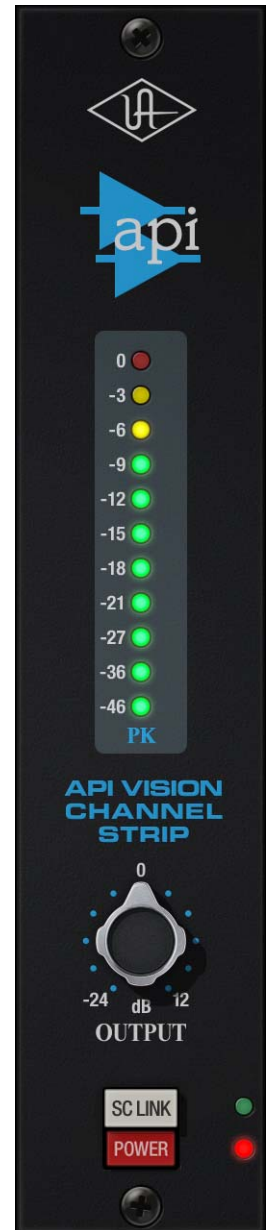 UA
api
0
-3
-6
-9
-12
-15
-18
-21
-27
-36
-46
PK
API VISION
CHANNEL
STRIP
0
-24 dB 12
OUTPUT
SC LINK
POWER